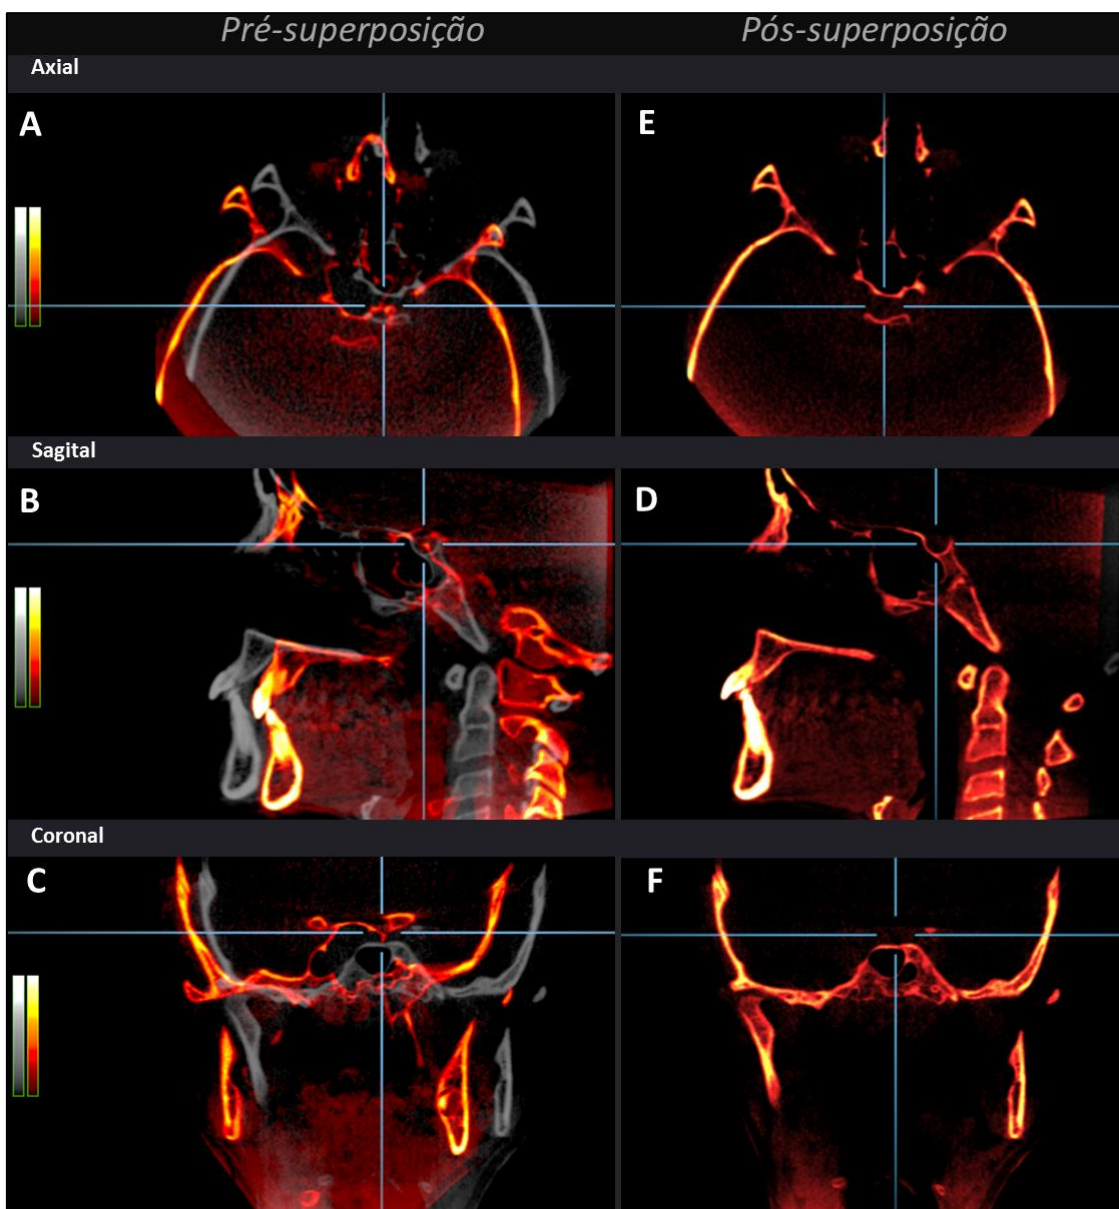 Pré-superposição
Pós-superposição
Axial
A
E
Sagital
B
D
Coronal
C
F